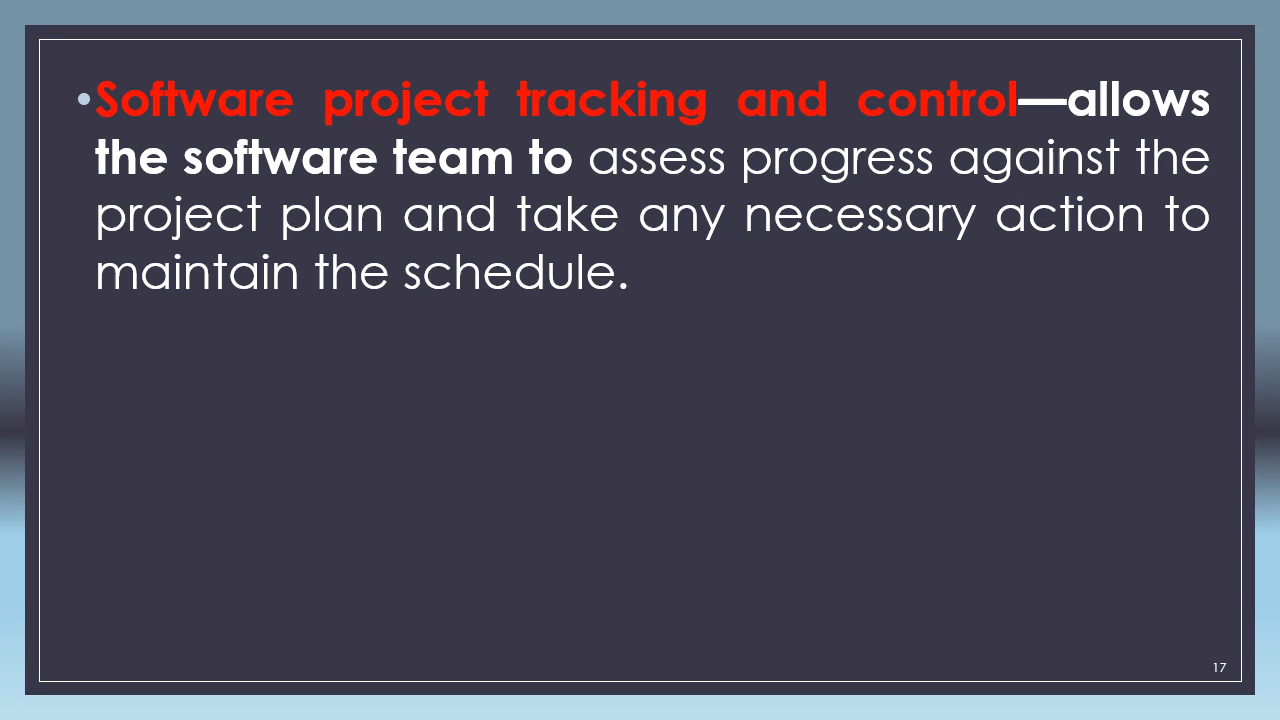 •Software project tracking and control—allows
the software team to assess progress against the
project plan and take any necessary action to
maintain the schedule.
17